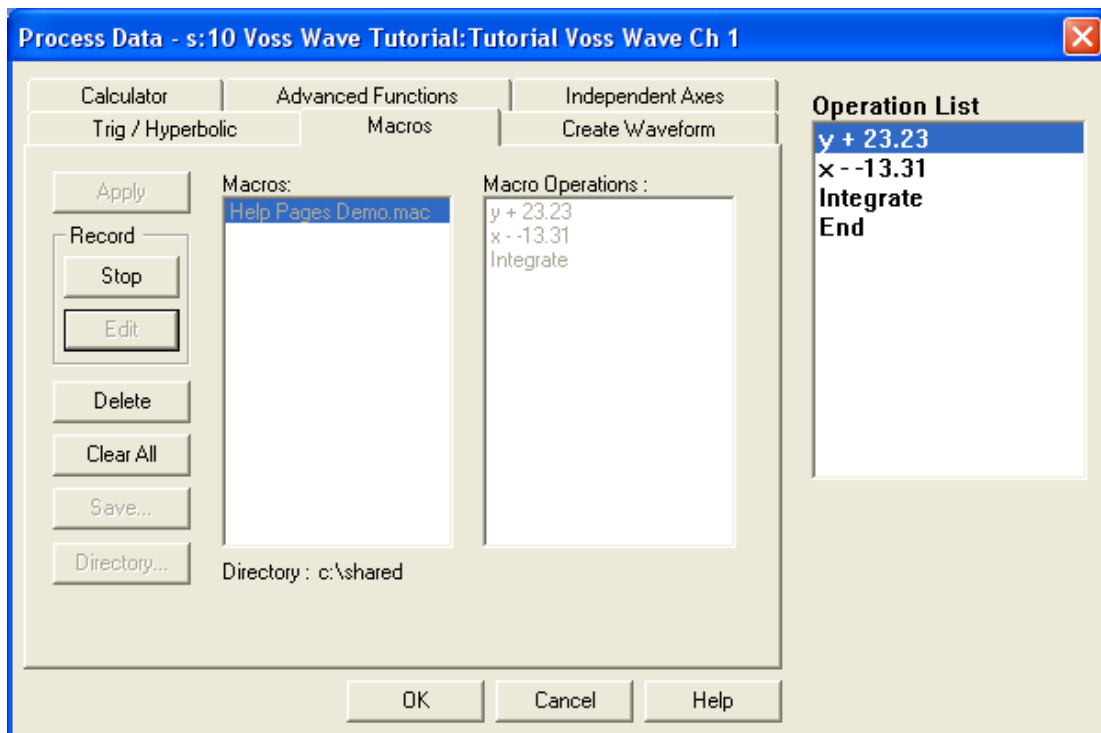 Process Data - s:10 Voss Wave Tutorial:Tutorial Voss Wave Ch 1
Calculator Advanced Functions Independent Axes
Trig / Hyperbolic Macros Create Waveform
Apply
Record
Stop
Edit
Delete
Clear All
Save...
Directory...
Macros:
Help Pages Demo.mac
Directory : c:\shared
Macro Operations :
y + 23.23
x - -13.31
Integrate
Operation List
y + 23.23
x - -13.31
Integrate
End
OK Cancel Help